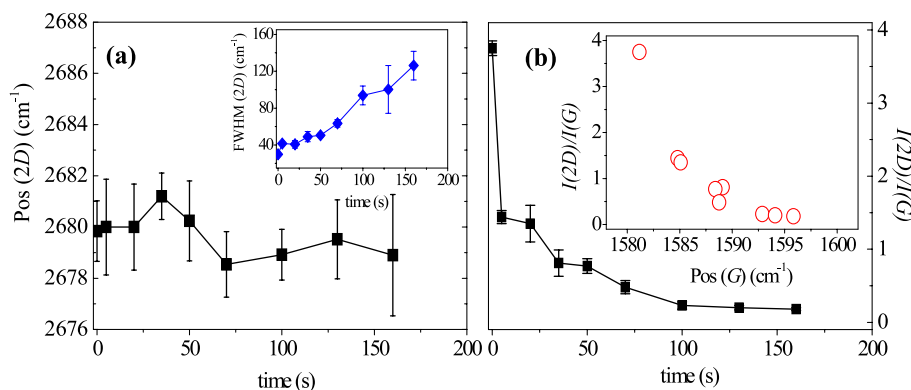 (a)
Pos (2D) (cm⁻¹)
2688
2686
2684
2682
2680
2678
2676
0 50 100 150 200
time (s)
FWHM (2D) (cm⁻¹)
160
120
80
40
0 50 100 150 200
time (s)
(b)
I(2D)/I(G)
4
3
2
1
0
0 50 100 150 200
time (s)
I(2D)/I(G)
4
3
2
1
0
1580 1585 1590 1595 1600
Pos (G) (cm⁻¹)